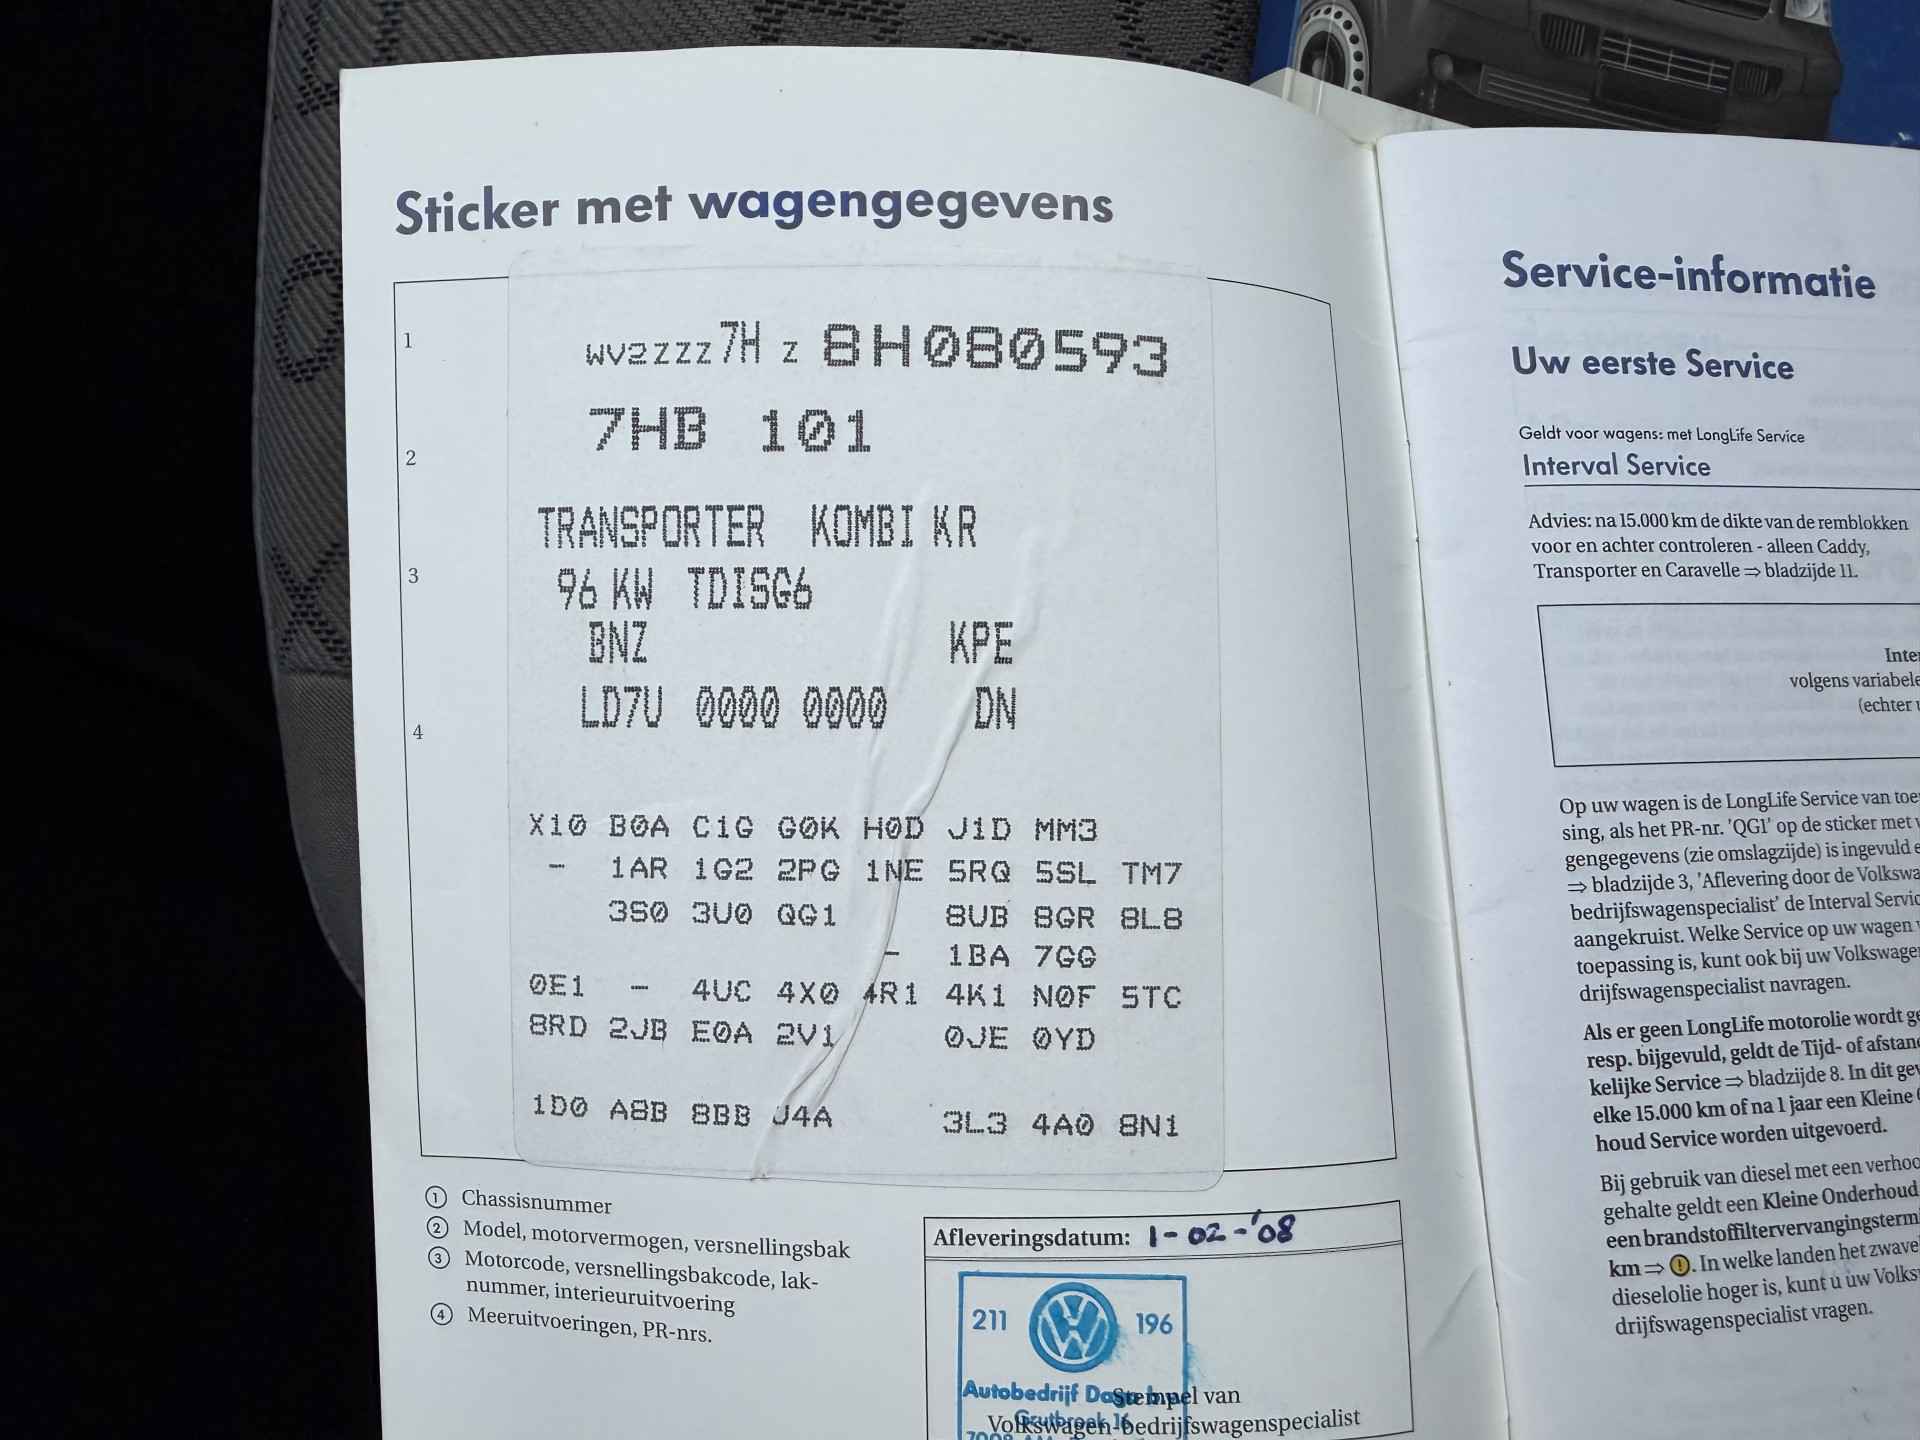 Sticker met wagengegevens
1
WV2ZZZ7H Z 8H080593
7HB 101
2
TRANSPORTER KOMBI KR
3
96 KW TDISG6
BNZ KPE
LD7U 0000 0000 DN
4
X10 B0A C1G G0K H0D J1D MM3
- 1AR 1G2 2PG 1NE 5RQ 5SL TM7
3S0 3U0 QG1 8UB 8GR 8L8
- 1BA 7GG
0E1 - 4UC 4X0 4R1 4K1 N0F 5TC
8RD 2JB E0A 2V1 0JE 0YD
1D0 A8B 8BB J4A 3L3 4A0 8N1
1 Chassisnummer
2 Model, motorvermogen, versnellingsbak
3 Motorcode, versnellingsbakcode, lak-
nummer, interieuruitvoering
4 Meeruitvoeringen, PR-nrs.
Afleveringsdatum: 1-02-'08
211 196
Autobedrijf
Stempel van
Grutbroek 16
Volkswagen-bedrijfswagenspecialist
Service-informatie
Uw eerste Service
Geldt voor wagens: met LongLife Service
Interval Service
Advies: na 15.000 km de dikte van de remblokken
voor en achter controleren - alleen Caddy,
Transporter en Caravelle ⇒ bladzijde 11.
Inte
volgens variabele
(echter
Op uw wagen is de LongLife Service van toe
sing, als het PR-nr. 'QG1' op de sticker met
gengegevens (zie omslagzijde) is ingevuld
⇒ bladzijde 3, 'Aflevering door de Volkswa
bedrijfswagenspecialist' de Interval Servic
aangekruist. Welke Service op uw wagen
toepassing is, kunt ook bij uw Volkswage
drijfswagenspecialist navragen.
Als er geen LongLife motorolie wordt ge
resp. bijgevuld, geldt de Tijd- of afstan
kelijke Service ⇒ bladzijde 8. In dit gev
elke 15.000 km of na 1 jaar een Kleine
houd Service worden uitgevoerd.
Bij gebruik van diesel met een verhoo
gehalte geldt een Kleine Onderhoud
een brandstoffiltervervangingsterm
km ⇒ ! . In welke landen het zwave
dieselolie hoger is, kunt u uw Volks
drijfswagenspecialist vragen.